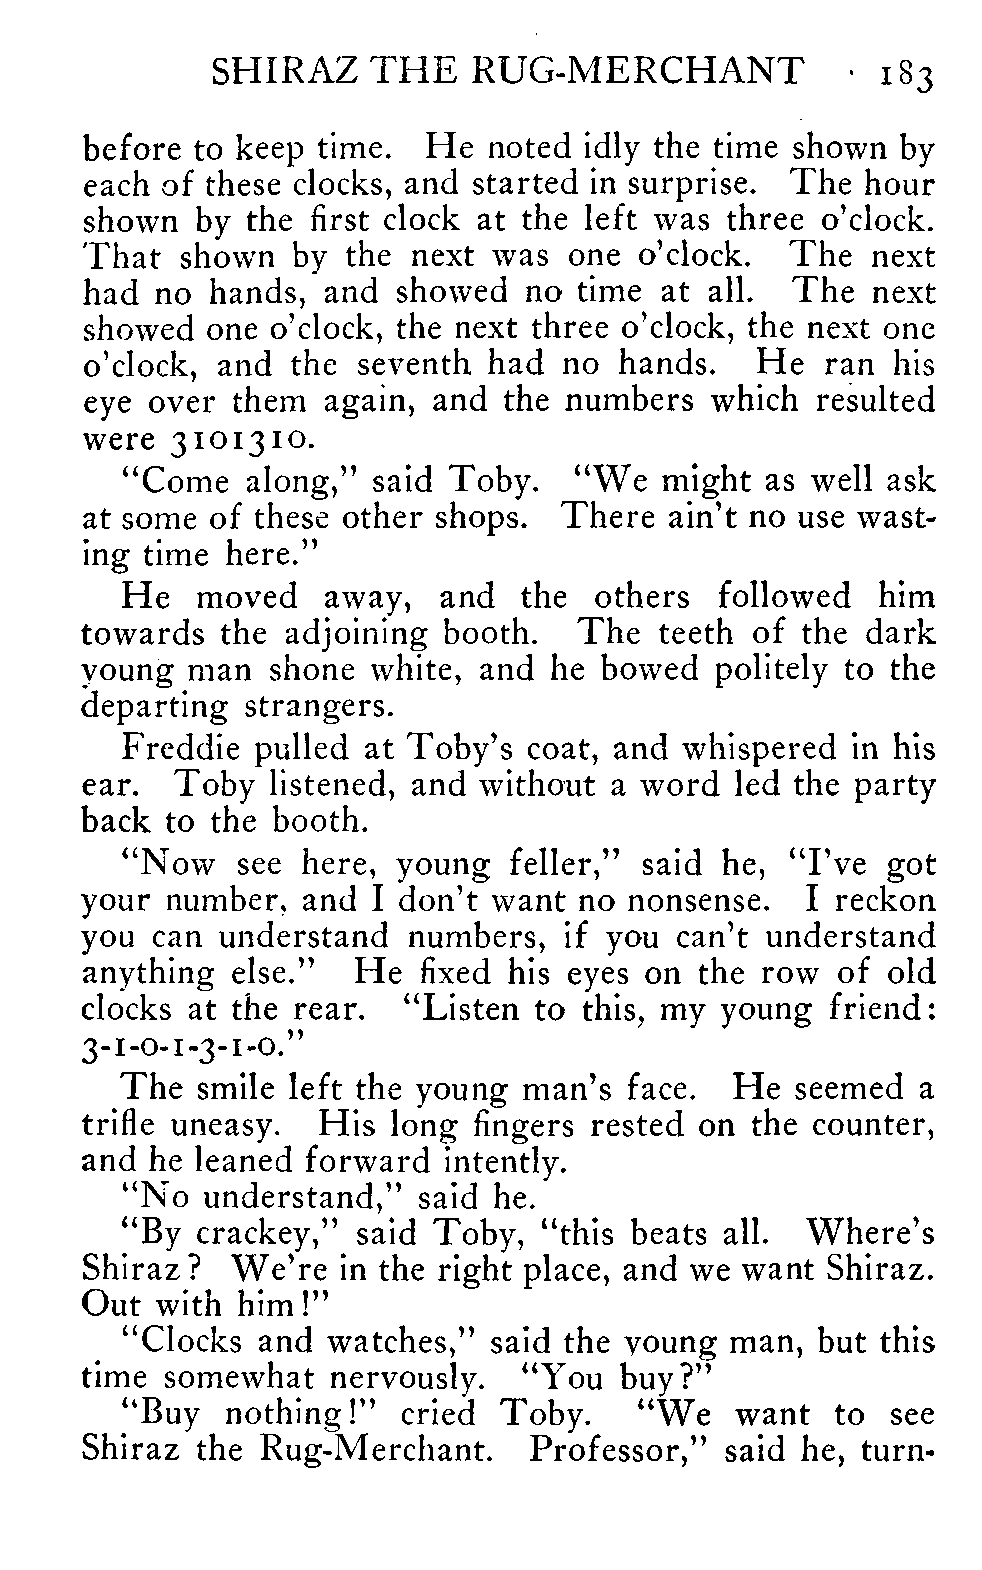 SHIRAZ THE RUG-MERCHANT · 183
before to keep time. He noted idly the time shown by
each of these clocks, and started in surprise. The hour
shown by the first clock at the left was three o'clock.
That shown by the next was one o'clock. The next
had no hands, and showed no time at all. The next
showed one o'clock, the next three o'clock, the next one
o'clock, and the seventh had no hands. He ran his
eye over them again, and the numbers which resulted
were 3101310.
"Come along," said Toby. "We might as well ask
at some of these other shops. There ain't no use wast-
ing time here."
He moved away, and the others followed him
towards the adjoining booth. The teeth of the dark
young man shone white, and he bowed politely to the
departing strangers.
Freddie pulled at Toby's coat, and whispered in his
ear. Toby listened, and without a word led the party
back to the booth.
"Now see here, young feller," said he, "I've got
your number, and I don't want no nonsense. I reckon
you can understand numbers, if you can't understand
anything else." He fixed his eyes on the row of old
clocks at the rear. "Listen to this, my young friend:
3-1-0-1-3-1-0."
The smile left the young man's face. He seemed a
trifle uneasy. His long fingers rested on the counter,
and he leaned forward intently.
"No understand," said he.
"By crackey," said Toby, "this beats all. Where's
Shiraz? We're in the right place, and we want Shiraz.
Out with him!"
"Clocks and watches," said the young man, but this
time somewhat nervously. "You buy?"
"Buy nothing!" cried Toby. "We want to see
Shiraz the Rug-Merchant. Professor," said he, turn-